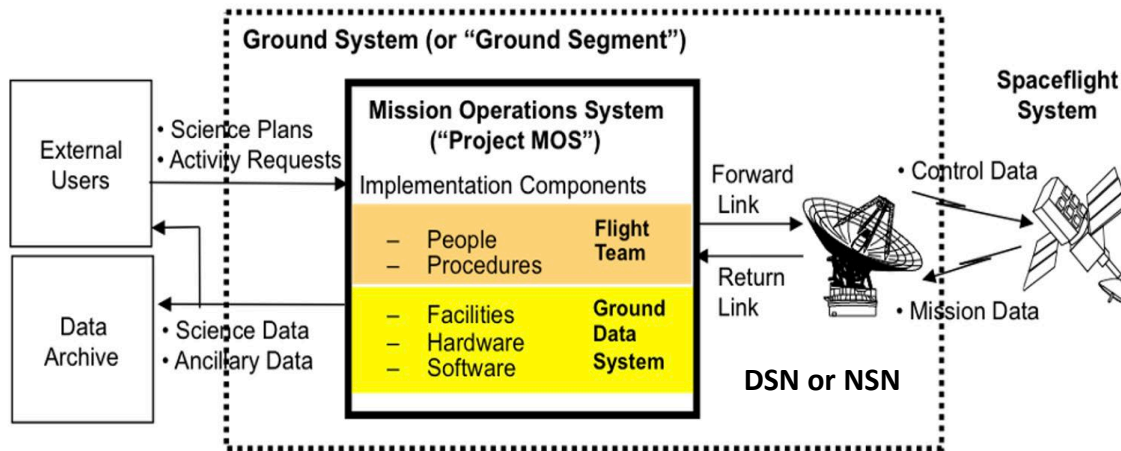 Ground System (or “Ground Segment”)
External
Users
• Science Plans
• Activity Requests
Data
Archive
• Science Data
• Ancillary Data
Mission Operations System
(“Project MOS”)
Implementation Components
– People
– Procedures
Flight
Team
– Facilities
– Hardware
– Software
Ground
Data
System
Forward
Link
Return
Link
DSN or NSN
Spaceflight
System
• Control Data
• Mission Data